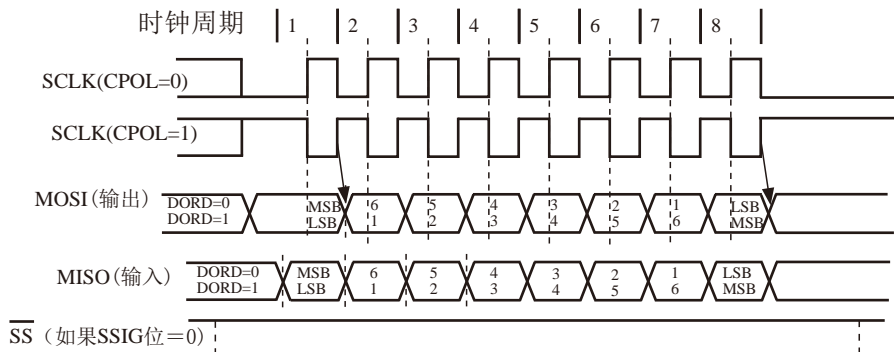 时钟周期 1 2 3 4 5 6 7 8
SCLK(CPOL=0)
SCLK(CPOL=1)
MOSI(输出) DORD=0 MSB 6 5 4 3 2 1 LSB
DORD=1 LSB 1 2 3 4 5 6 MSB
MISO(输入) DORD=0 MSB 6 5 4 3 2 1 LSB
DORD=1 LSB 1 2 3 4 5 6 MSB
SS (如果SSIG位=0)